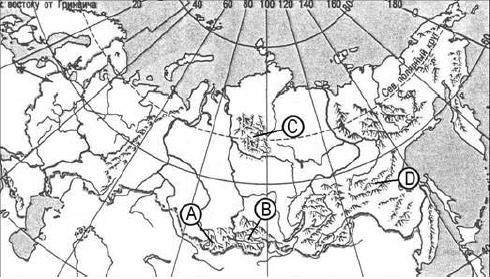 к востоку от Гринвича 20 40 60 80 100 120 140 160 180
Сев. полярный круг
A
B
C
D